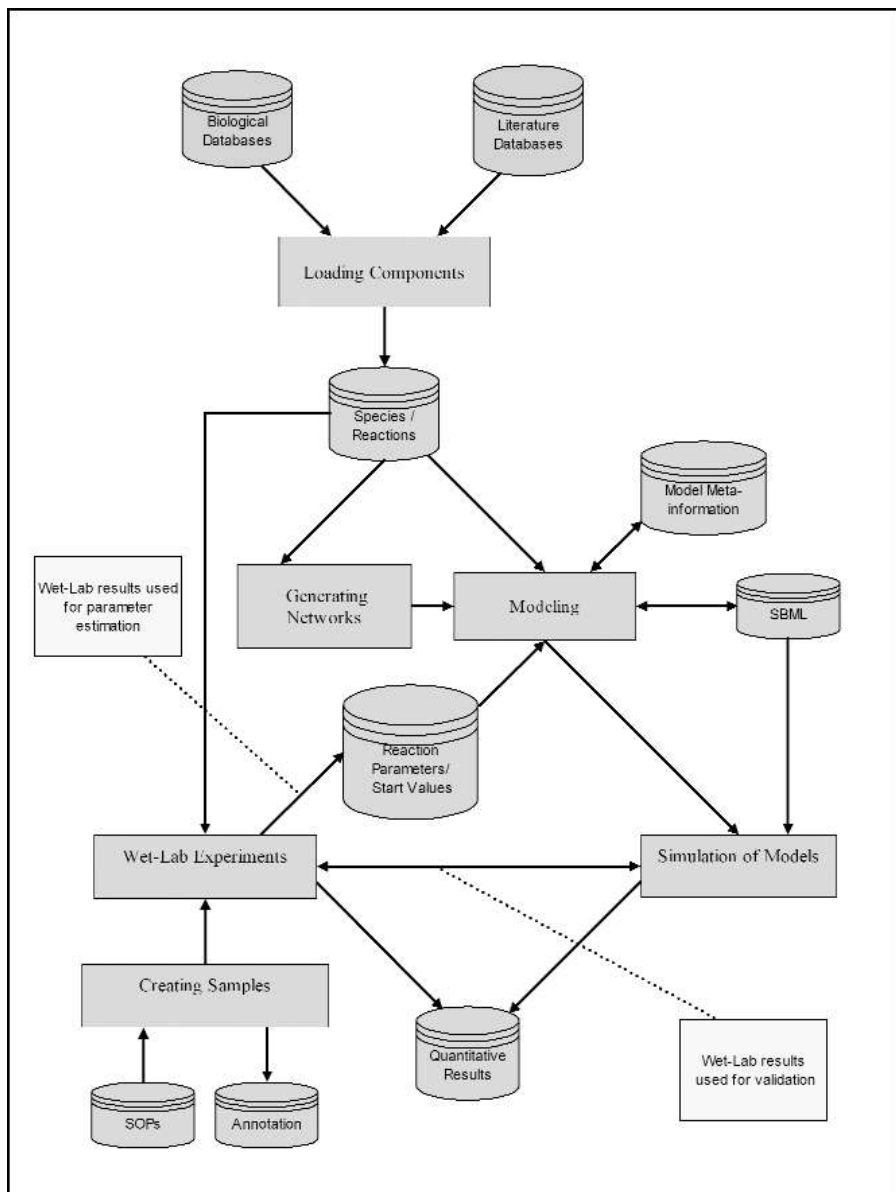 Biological
Databases
Literature
Databases
Loading Components
Species /
Reactions
Model Meta-
information
Wet-Lab results used
for parameter
estimation
Generating
Networks
Modeling
SBML
Reaction
Parameters/
Start Values
Wet-Lab Experiments
Simulation of Models
Creating Samples
Quantitative
Results
Wet-Lab results
used for validation
SOPs
Annotation